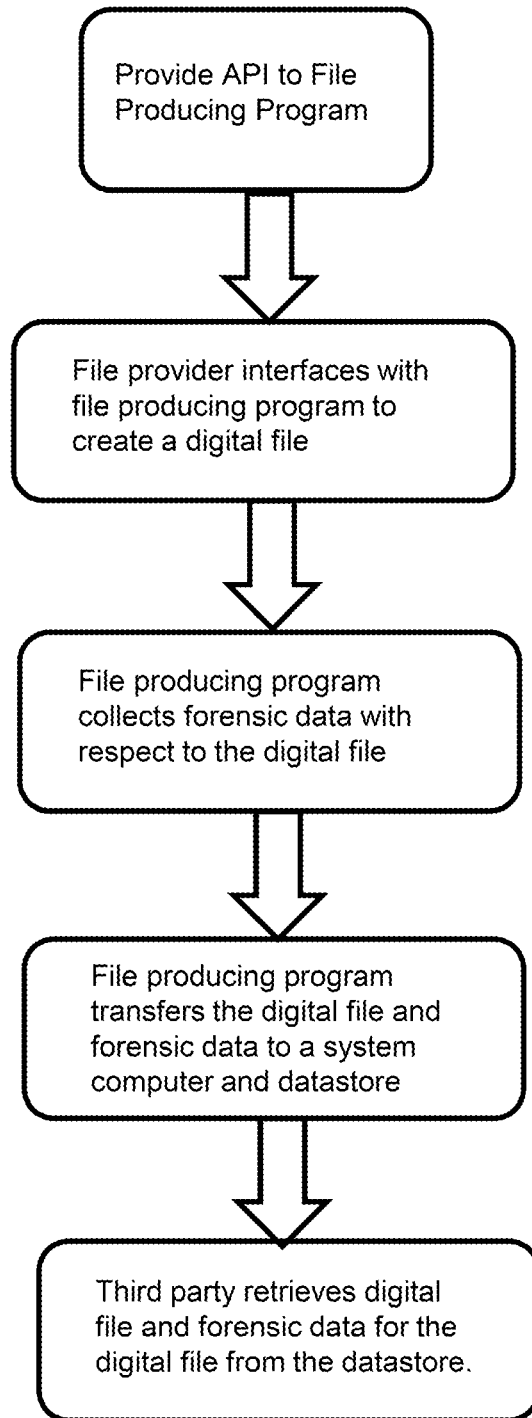 Provide API to File
Producing Program
File provider interfaces with
file producing program to
create a digital file
File producing program
collects forensic data with
respect to the digital file
File producing program
transfers the digital file and
forensic data to a system
computer and datastore
Third party retrieves digital
file and forensic data for the
digital file from the datastore.